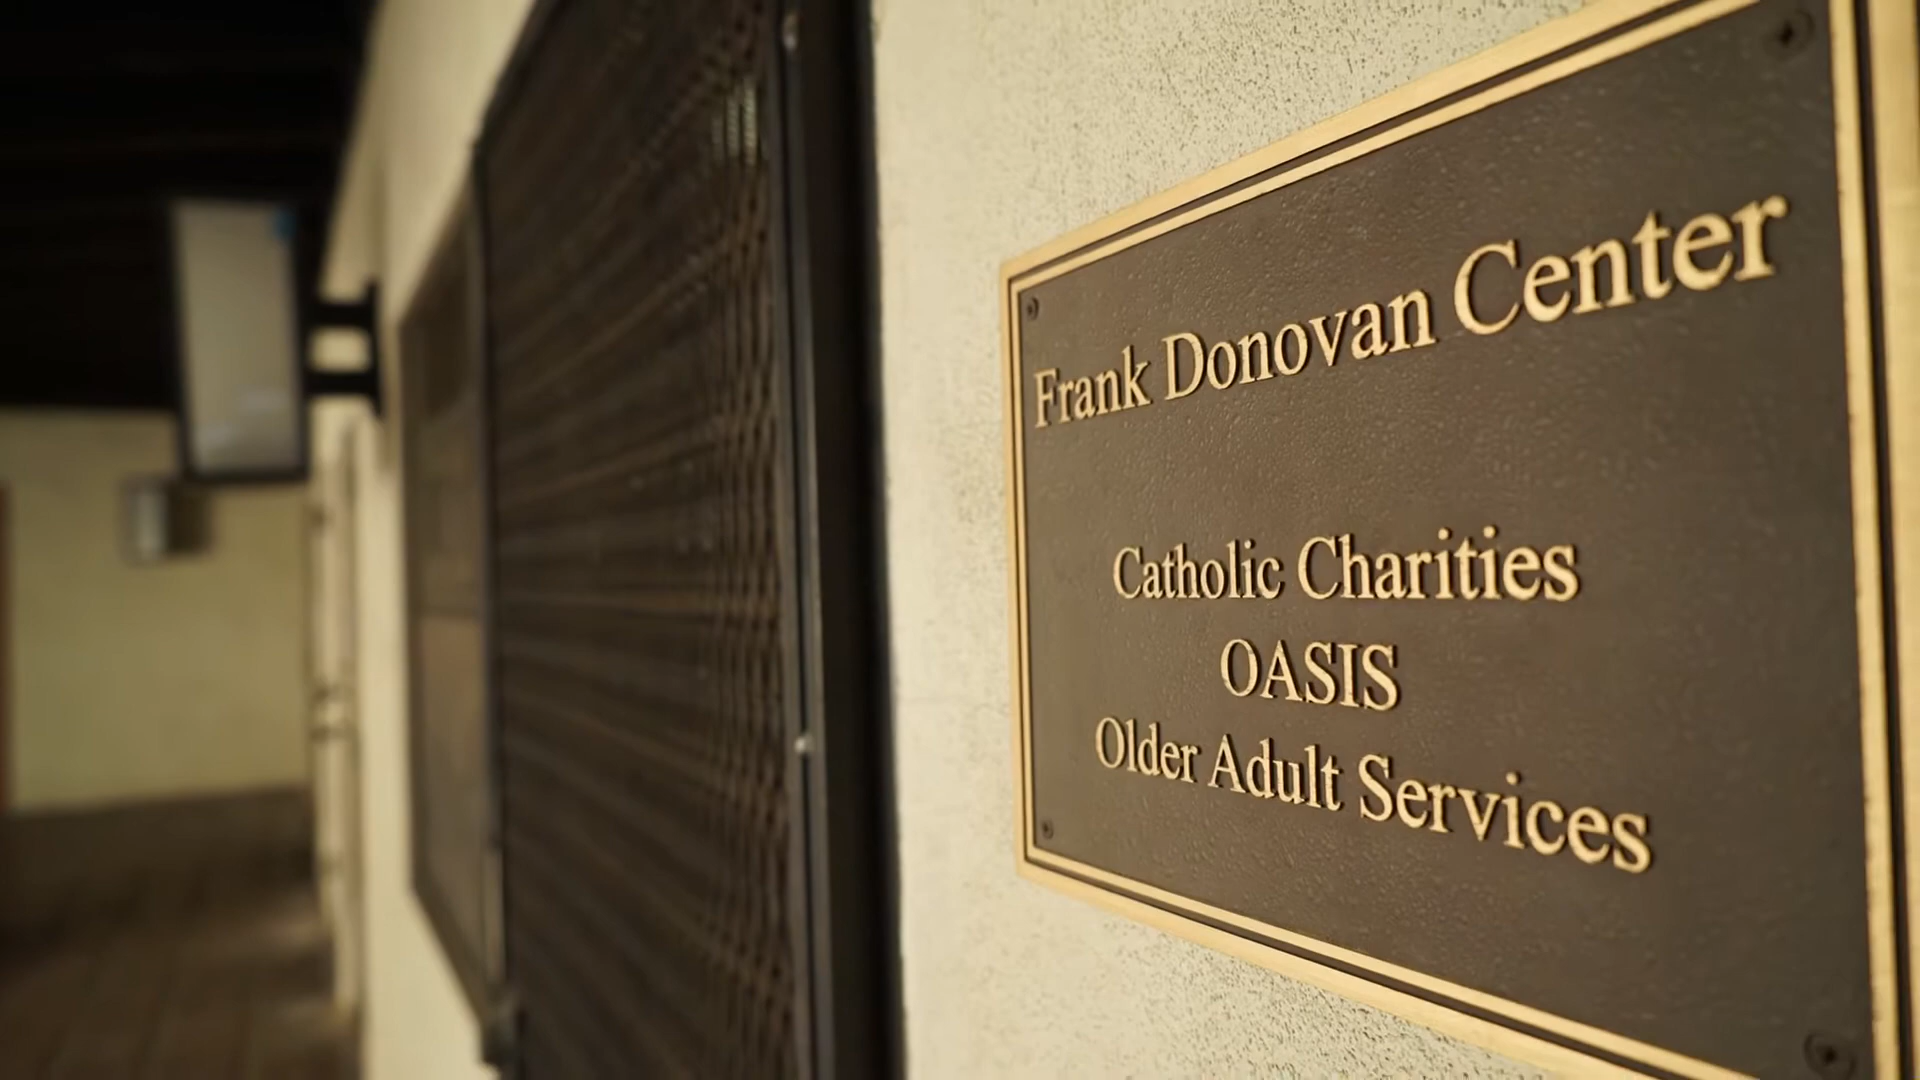 Frank Donovan Center
Catholic Charities
OASIS
Older Adult Services